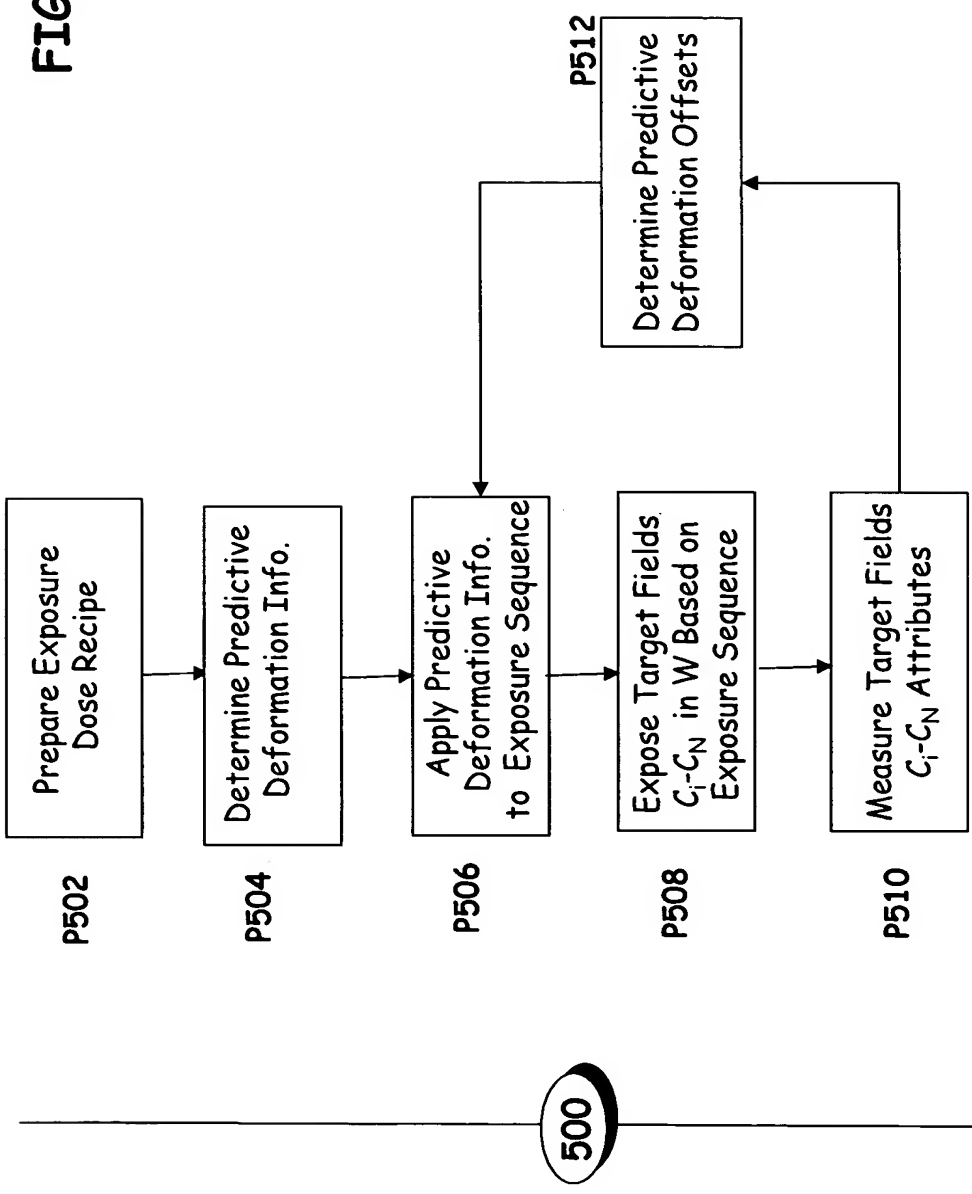 FIG
P502
Prepare Exposure
Dose Recipe
P504
Determine Predictive
Deformation Info.
P506
Apply Predictive
Deformation Info.
to Exposure Sequence
P508
Expose Target Fields
Ci-CN in W Based on
Exposure Sequence
P510
Measure Target Fields
Ci-CN Attributes
P512
Determine Predictive
Deformation Offsets
500